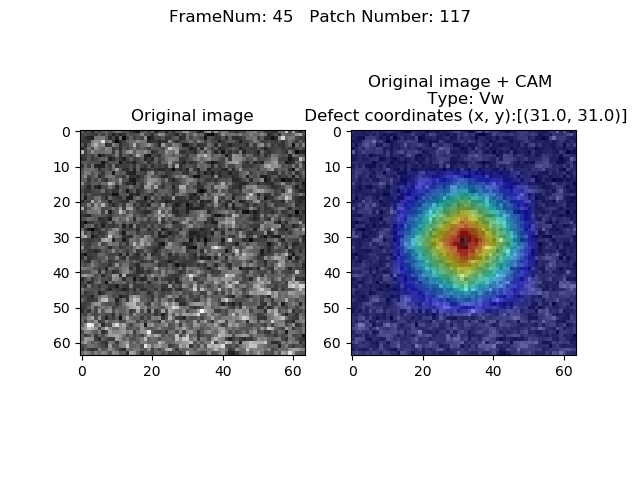 FrameNum: 45   Patch Number: 117
Original image
Original image + CAM
Type: Vw
Defect coordinates (x, y):[(31.0, 31.0)]
0
10
20
30
40
50
60
0 20 40 60
0
10
20
30
40
50
60
0 20 40 60